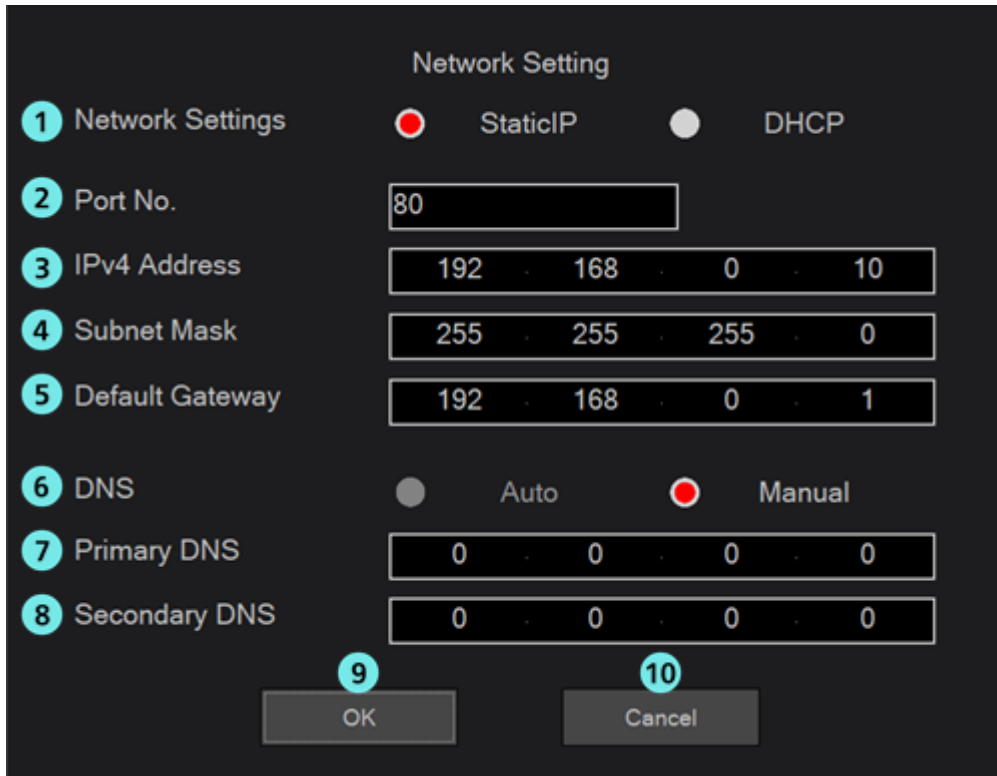 Network Setting
1 Network Settings StaticIP DHCP
2 Port No. 80
3 IPv4 Address 192 . 168 . 0 . 10
4 Subnet Mask 255 . 255 . 255 . 0
5 Default Gateway 192 . 168 . 0 . 1
6 DNS Auto Manual
7 Primary DNS 0 . 0 . 0 . 0
8 Secondary DNS 0 . 0 . 0 . 0
9 10
OK Cancel